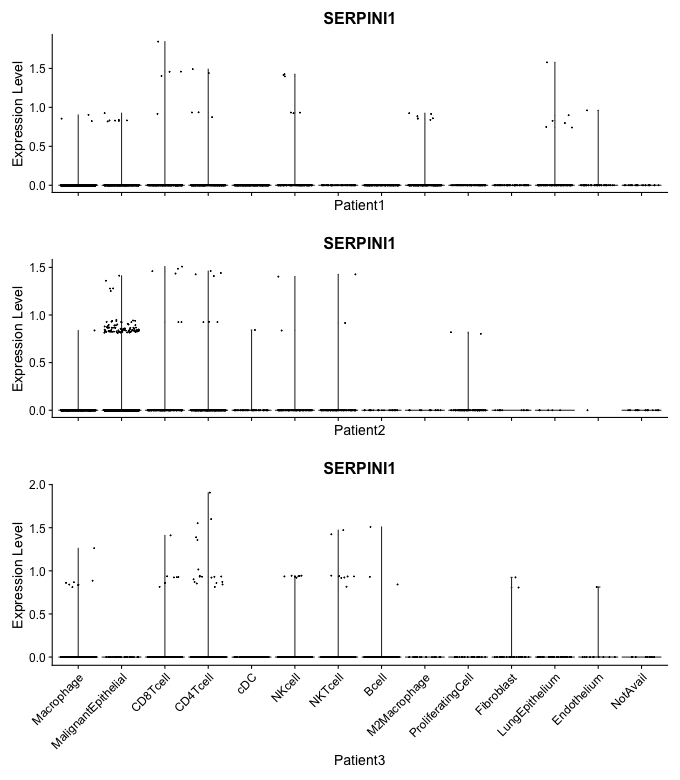 SERPINI1
Expression Level
1.5
1.0
0.5
0.0
Patient1
SERPINI1
Expression Level
1.5
1.0
0.5
0.0
Patient2
SERPINI1
Expression Level
2.0
1.5
1.0
0.5
0.0
Macrophage
MalignantEpithelial
CD8Tcell
CD4Tcell
cDC
NKcell
NKTcell
Bcell
M2Macrophage
ProliferatingCell
Fibroblast
LungEpithelium
Endothelium
NotAvail
Patient3